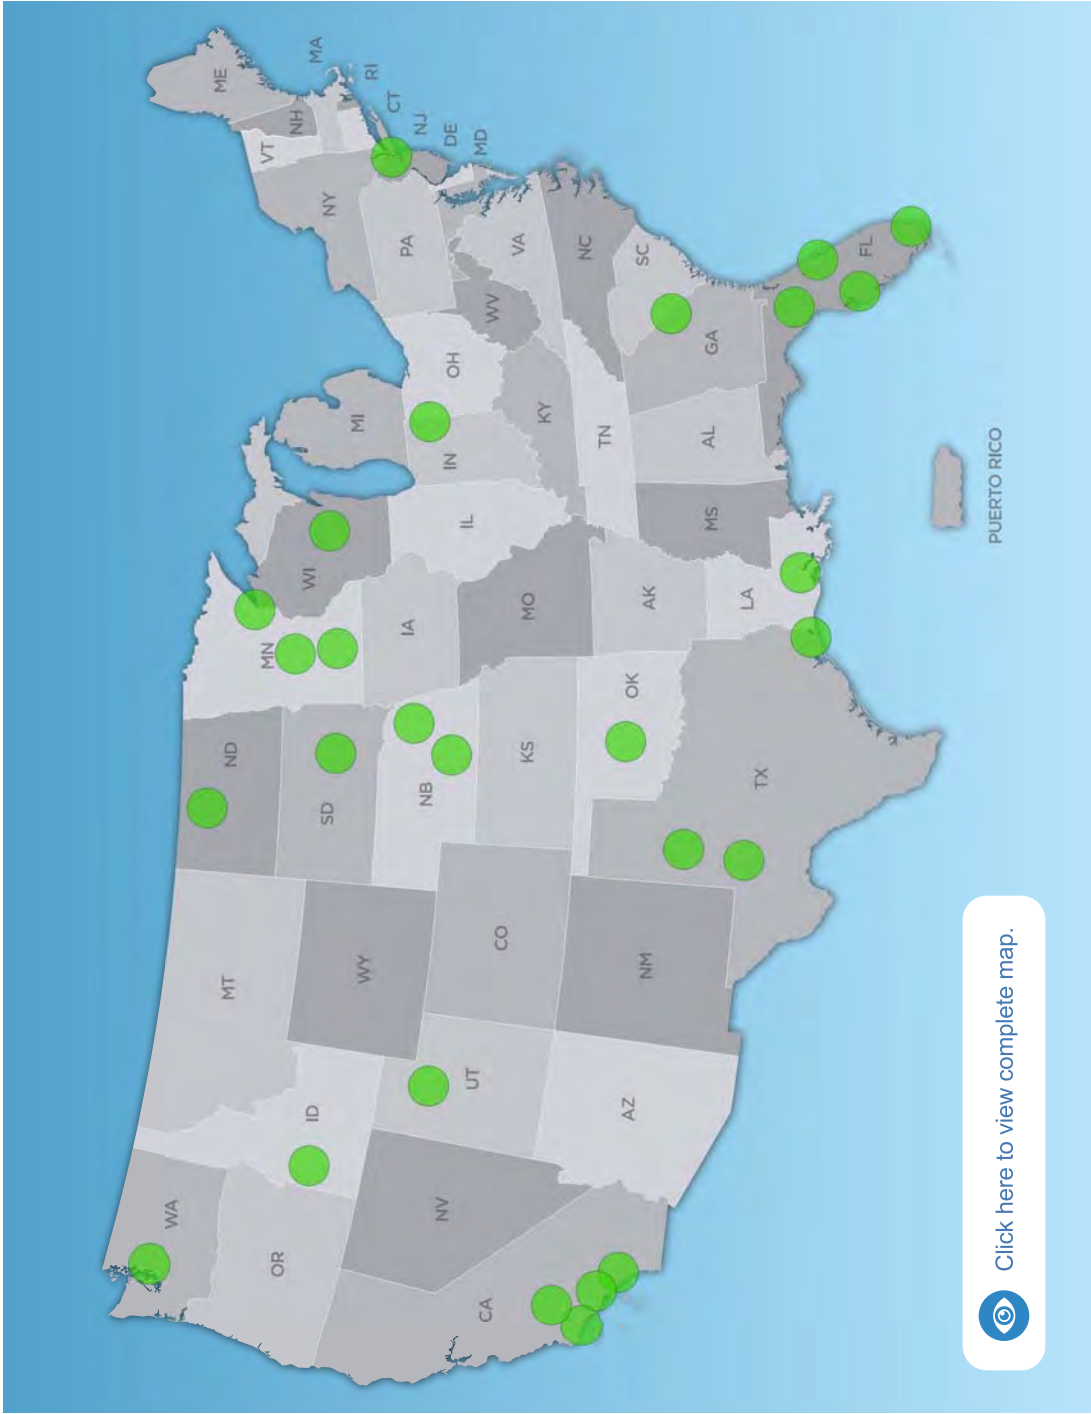 ME
VT
NH
MA
RI
CT
NJ
DE
MD
NY
PA
WA
MT
ND
MN
WI
MI
OR
ID
WY
SD
IA
IL
IN
OH
WV
VA
NV
UT
CO
NB
KS
MO
KY
NC
CA
AZ
NM
OK
AK
TN
SC
TX
LA
MS
AL
GA
FL
PUERTO RICO
Click here to view complete map.